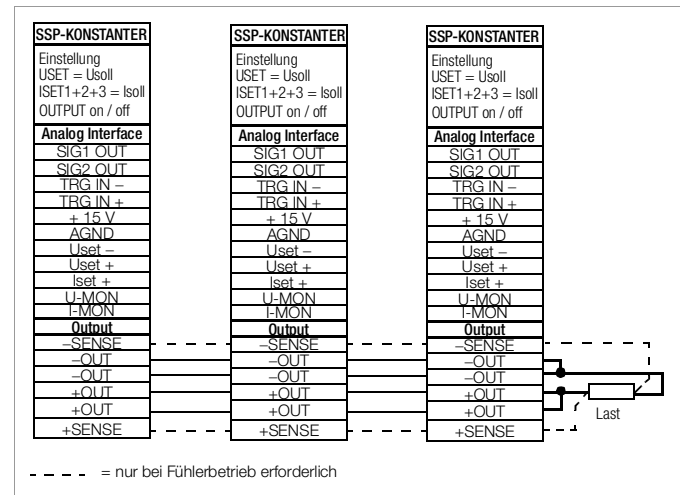 SSP-KONSTANTER
Einstellung
USET = Usoll
ISET1+2+3 = Isoll
OUTPUT on / off
Analog Interface
SIG1 OUT
SIG2 OUT
TRG IN –
TRG IN +
+ 15 V
AGND
Uset –
Uset +
Iset +
U-MON
I-MON
Output
–SENSE
–OUT
–OUT
+OUT
+OUT
+SENSE
SSP-KONSTANTER
Einstellung
USET = Usoll
ISET1+2+3 = Isoll
OUTPUT on / off
Analog Interface
SIG1 OUT
SIG2 OUT
TRG IN –
TRG IN +
+ 15 V
AGND
Uset –
Uset +
Iset +
U-MON
I-MON
Output
–SENSE
–OUT
–OUT
+OUT
+OUT
+SENSE
SSP-KONSTANTER
Einstellung
USET = Usoll
ISET1+2+3 = Isoll
OUTPUT on / off
Analog Interface
SIG1 OUT
SIG2 OUT
TRG IN –
TRG IN +
+ 15 V
AGND
Uset –
Uset +
Iset +
U-MON
I-MON
Output
–SENSE
–OUT
–OUT
+OUT
+OUT
+SENSE
Last
= nur bei Fühlerbetrieb erforderlich